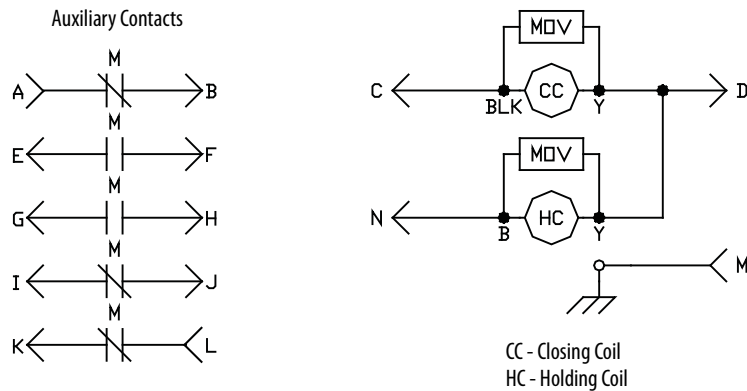 Auxiliary Contacts
M
A B
M
E F
M
G H
M
I J
M
K L
MOV
C CC D
BLK Y
MOV
N HC
B Y
M
CC - Closing Coil
HC - Holding Coil